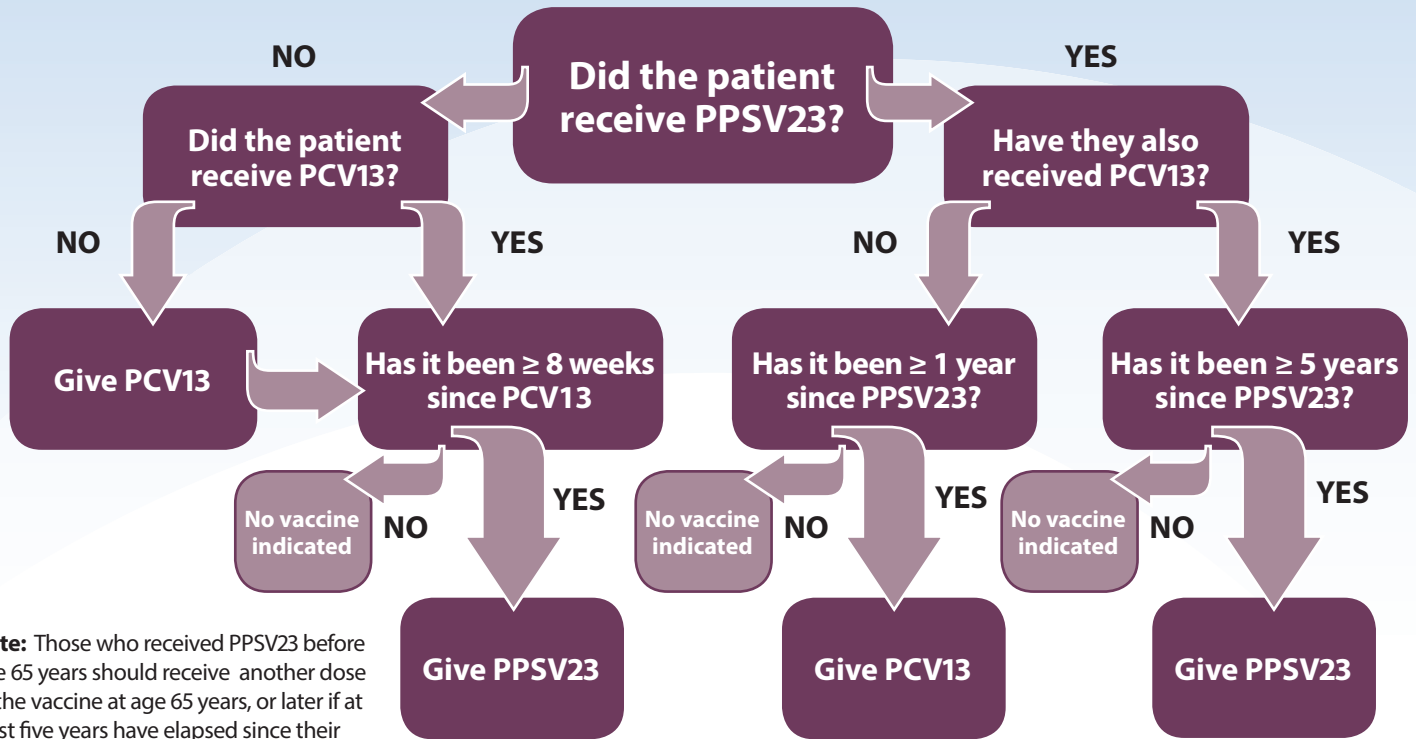 Did the patient
receive PPSV23?
NO
YES
Did the patient
receive PCV13?
Have they also
received PCV13?
NO
YES
NO
YES
Give PCV13
Has it been ≥ 8 weeks
since PCV13
Has it been ≥ 1 year
since PPSV23?
Has it been ≥ 5 years
since PPSV23?
No vaccine
indicated
NO
YES
No vaccine
indicated
NO
YES
No vaccine
indicated
NO
YES
Give PPSV23
Give PCV13
Give PPSV23
Those who received PPSV23 before
65 years should receive another dose
the vaccine at age 65 years, or later if at
five years have elapsed since their